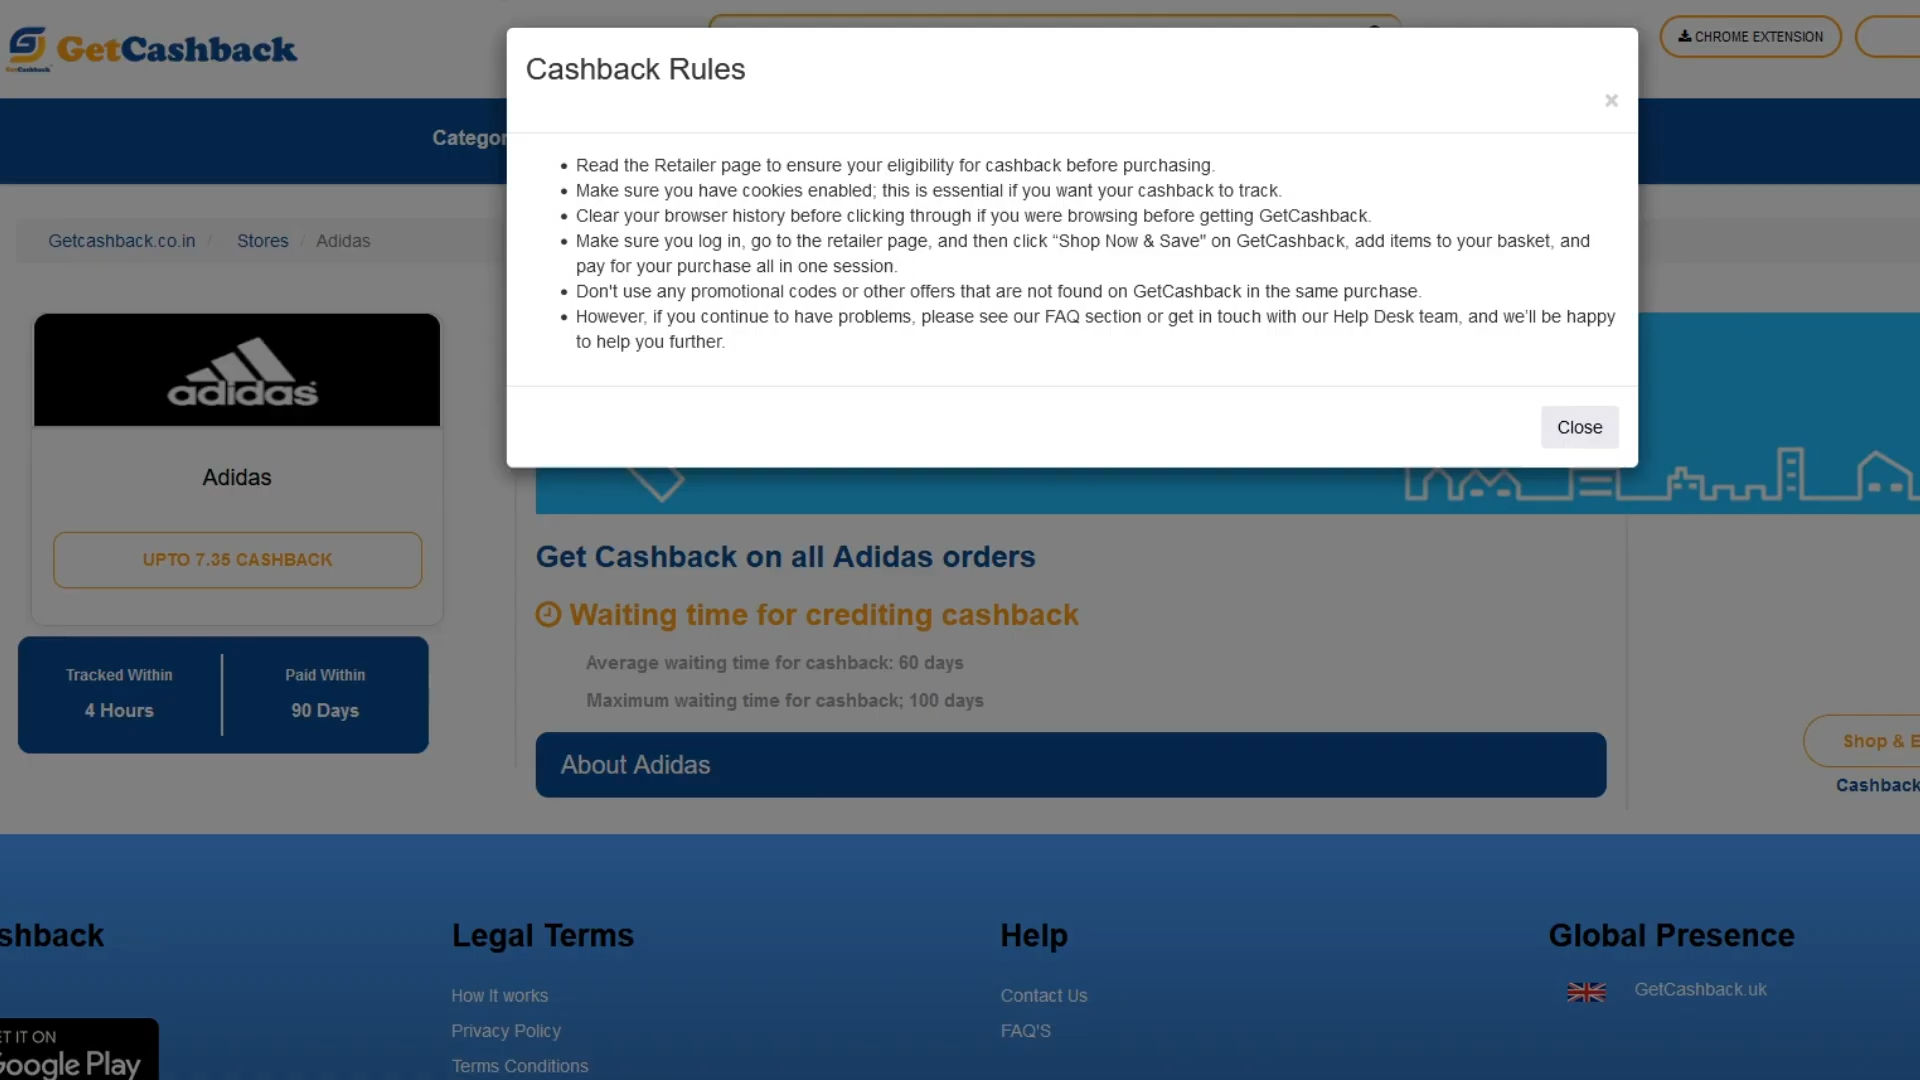 GetCashback
GetCashback
CHROME EXTENSION
Cashback Rules
×
Categor
• Read the Retailer page to ensure your eligibility for cashback before purchasing.
• Make sure you have cookies enabled; this is essential if you want your cashback to track.
• Clear your browser history before clicking through if you were browsing before getting GetCashback.
• Make sure you log in, go to the retailer page, and then click “Shop Now & Save" on GetCashback, add items to your basket, and
pay for your purchase all in one session.
• Don't use any promotional codes or other offers that are not found on GetCashback in the same purchase.
• However, if you continue to have problems, please see our FAQ section or get in touch with our Help Desk team, and we’ll be happy
to help you further.
Close
Getcashback.co.in / Stores / Adidas
adidas
Adidas
UPTO 7.35 CASHBACK
Tracked Within
4 Hours
Paid Within
90 Days
Get Cashback on all Adidas orders
Waiting time for crediting cashback
Average waiting time for cashback: 60 days
Maximum waiting time for cashback; 100 days
About Adidas
Shop & E
Cashback
shback
ET IT ON
Google Play
Legal Terms
How It works
Privacy Policy
Terms Conditions
Help
Contact Us
FAQ'S
Global Presence
GetCashback.uk